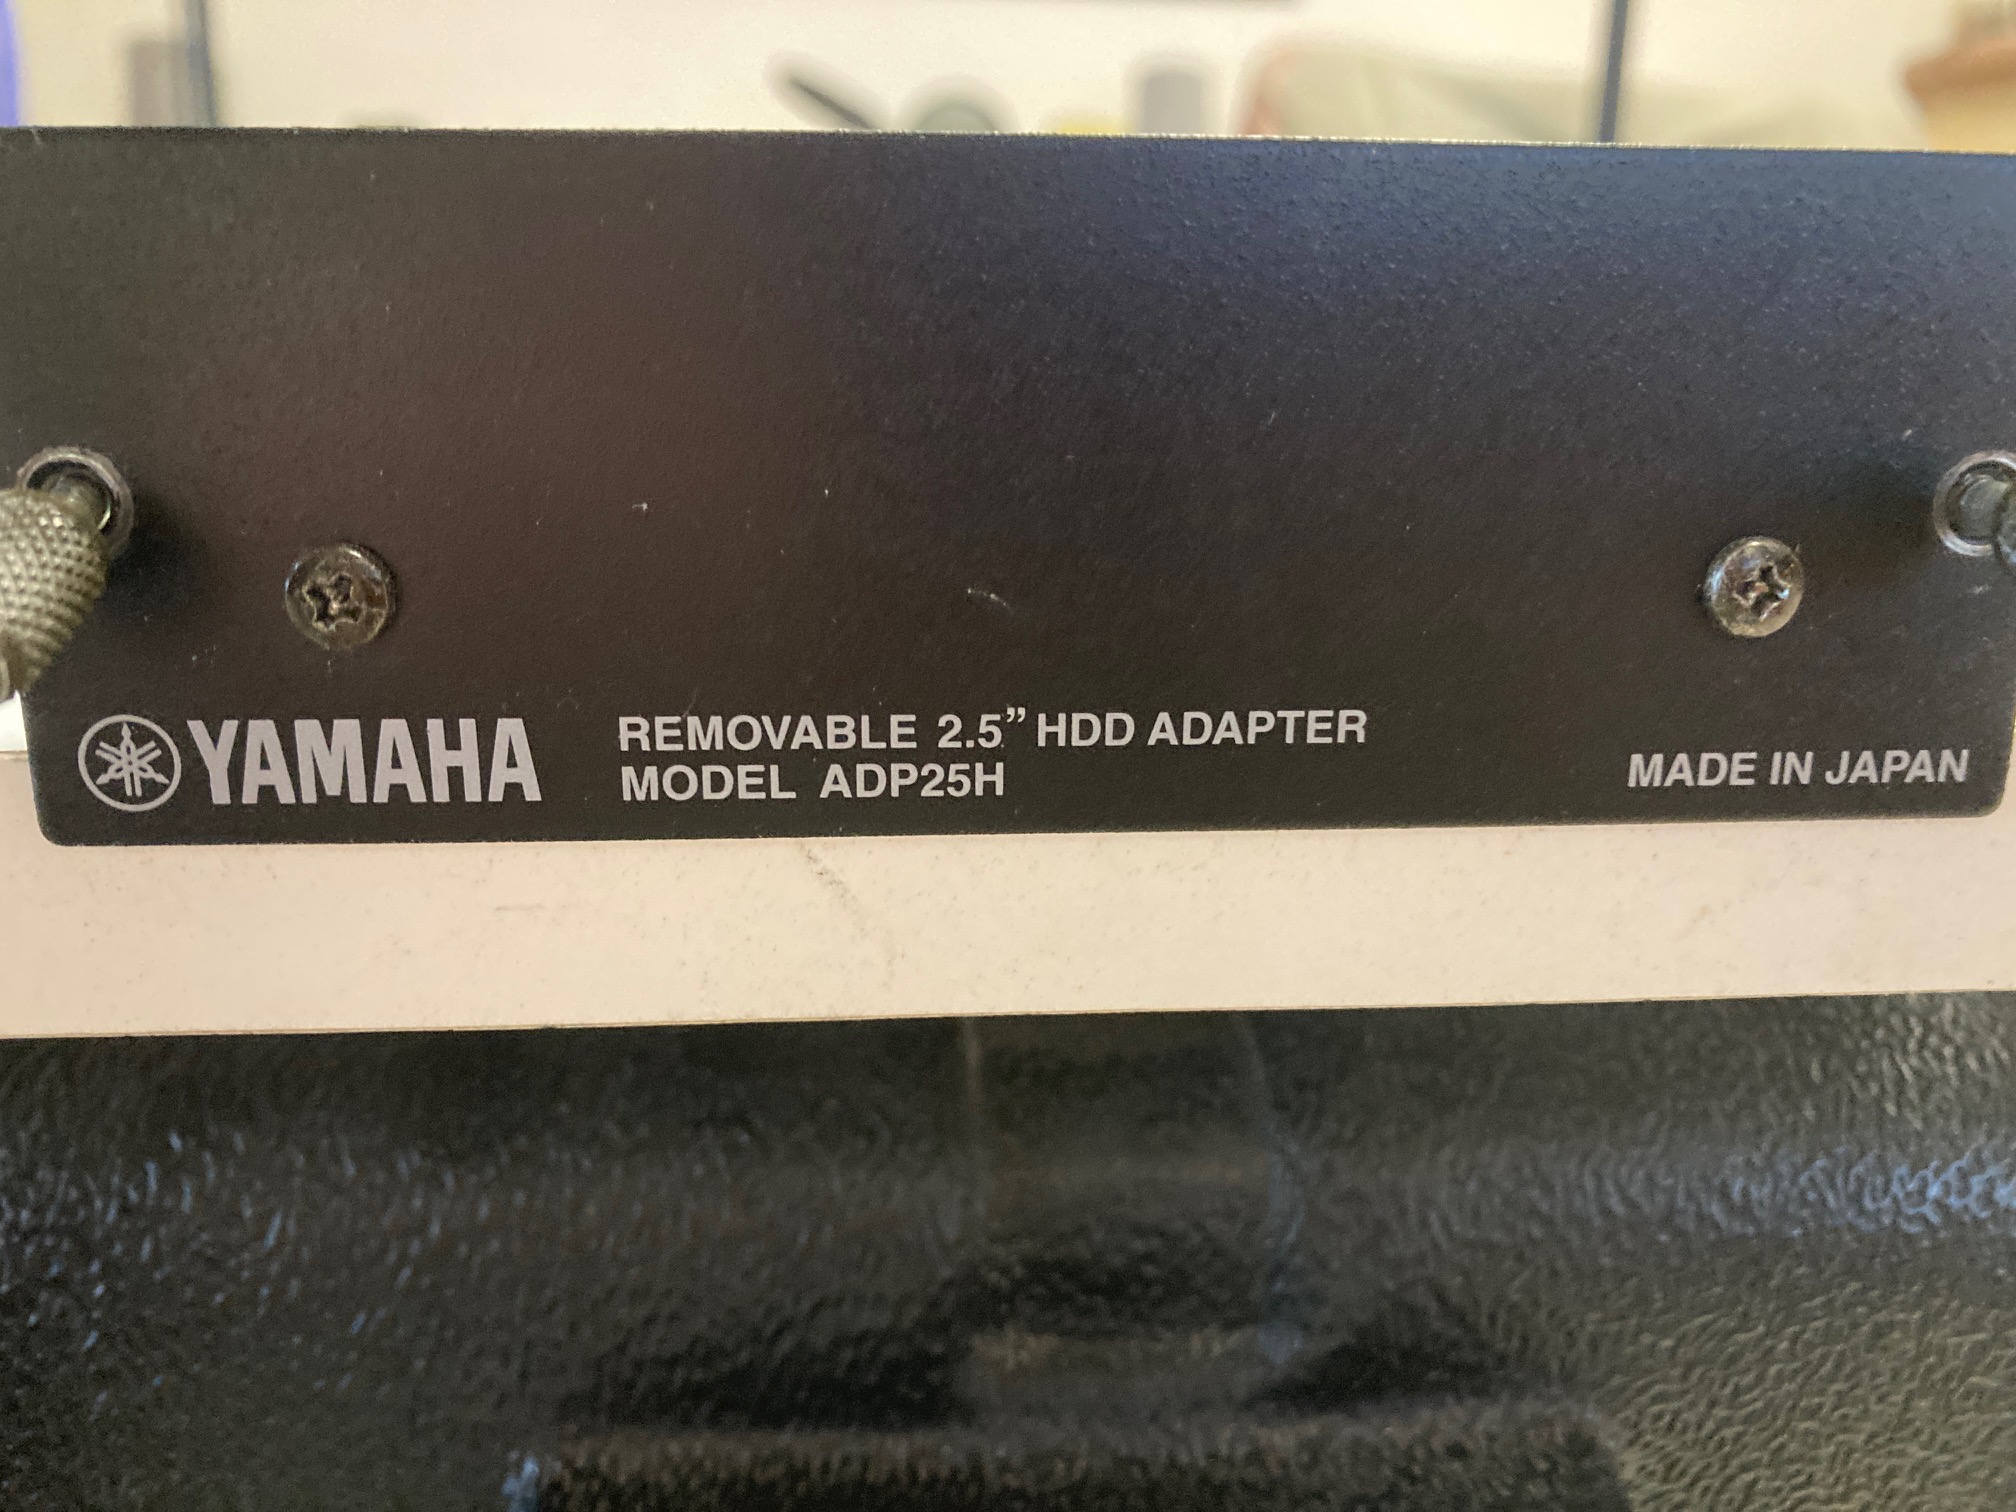 YAMAHA
REMOVABLE 2.5” HDD ADAPTER
MODEL ADP25H
MADE IN JAPAN